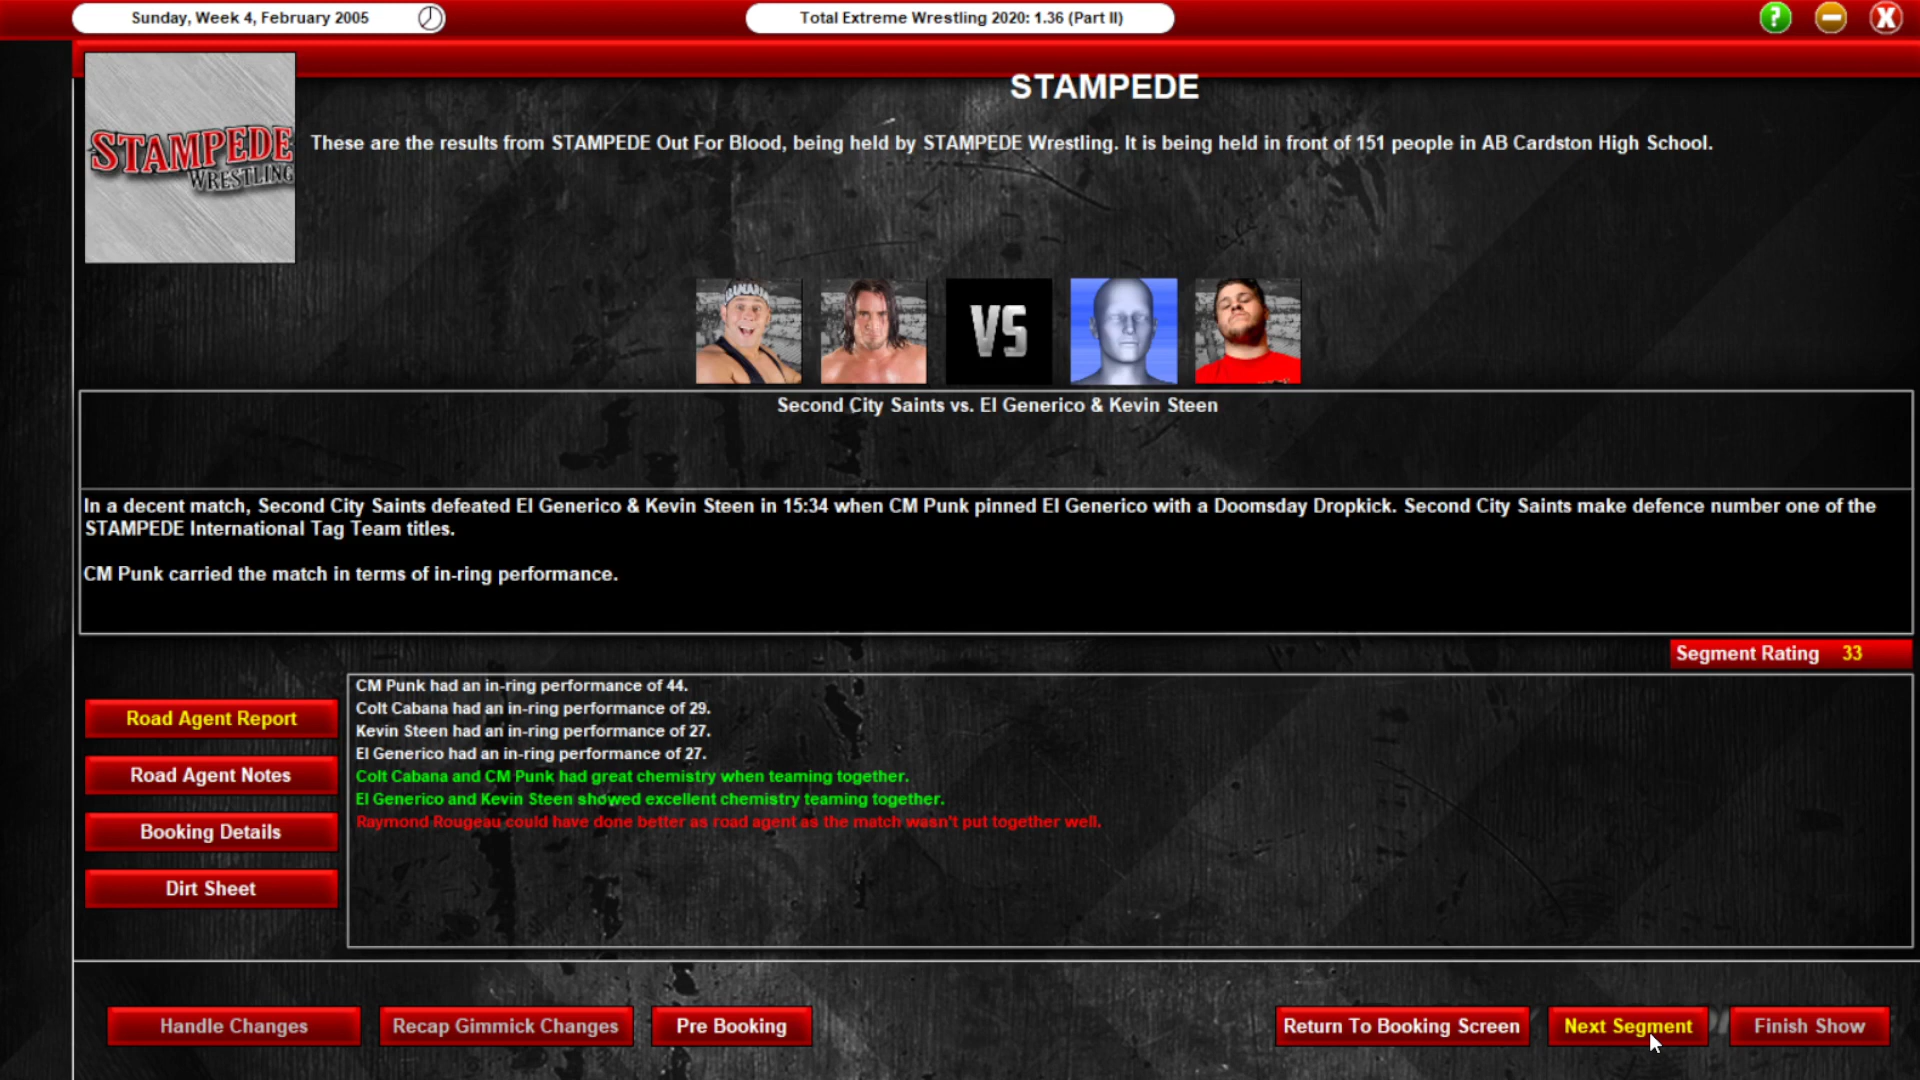 Sunday, Week 4, February 2005
Total Extreme Wrestling 2020: 1.36 (Part II)
?
X
STAMPEDE
WRESTLING
STAMPEDE
These are the results from STAMPEDE Out For Blood, being held by STAMPEDE Wrestling. It is being held in front of 151 people in AB Cardston High School.
VS
Second City Saints vs. El Generico & Kevin Steen
In a decent match, Second City Saints defeated El Generico & Kevin Steen in 15:34 when CM Punk pinned El Generico with a Doomsday Dropkick. Second City Saints make defence number one of the
STAMPEDE International Tag Team titles.
CM Punk carried the match in terms of in-ring performance.
Segment Rating 33
Road Agent Report
Road Agent Notes
Booking Details
Dirt Sheet
CM Punk had an in-ring performance of 44.
Colt Cabana had an in-ring performance of 29.
Kevin Steen had an in-ring performance of 27.
El Generico had an in-ring performance of 27.
Colt Cabana and CM Punk had great chemistry when teaming together.
El Generico and Kevin Steen showed excellent chemistry teaming together.
Raymond Rougeau could have done better as road agent as the match wasn't put together well.
Handle Changes
Recap Gimmick Changes
Pre Booking
Return To Booking Screen
Next Segment
Finish Show